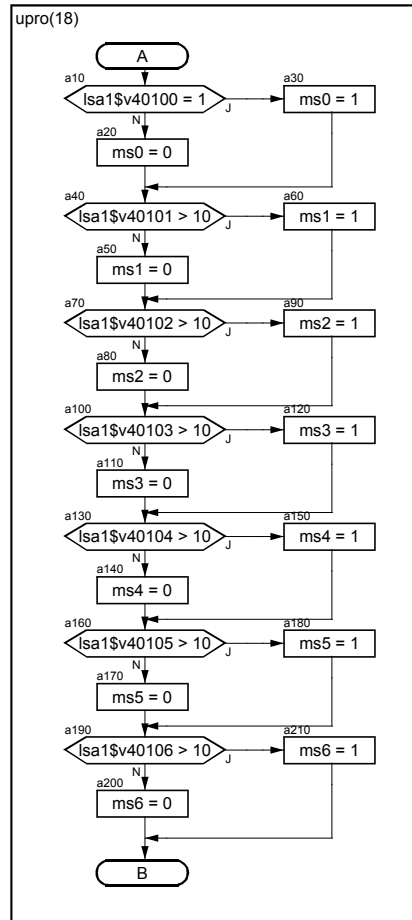 upro(18)
A
a10
lsa1$v40100 = 1
J
a30
ms0 = 1
N
a20
ms0 = 0
a40
lsa1$v40101 > 10
J
a60
ms1 = 1
N
a50
ms1 = 0
a70
lsa1$v40102 > 10
J
a90
ms2 = 1
N
a80
ms2 = 0
a100
lsa1$v40103 > 10
J
a120
ms3 = 1
N
a110
ms3 = 0
a130
lsa1$v40104 > 10
J
a150
ms4 = 1
N
a140
ms4 = 0
a160
lsa1$v40105 > 10
J
a180
ms5 = 1
N
a170
ms5 = 0
a190
lsa1$v40106 > 10
J
a210
ms6 = 1
N
a200
ms6 = 0
B